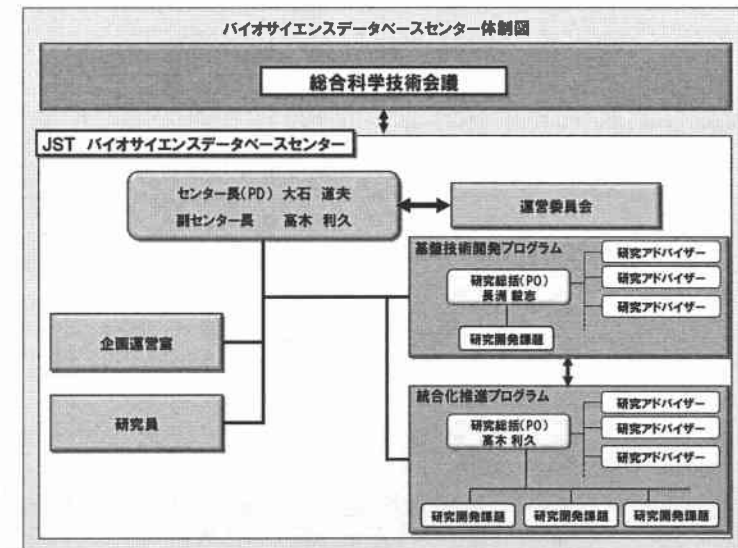 バイオサイエンスデータベースセンター体制図
総合科学技術会議
JST バイオサイエンスデータベースセンター
センター長(PD) 大石 道夫
副センター長 高木 利久
運営委員会
基盤技術開発プログラム
研究総括(PO)
長洲 毅志
研究アドバイザー
研究アドバイザー
研究アドバイザー
研究開発課題
企画運営室
研究員
統合化推進プログラム
研究総括(PO)
高木 利久
研究アドバイザー
研究アドバイザー
研究アドバイザー
研究開発課題
研究開発課題
研究開発課題